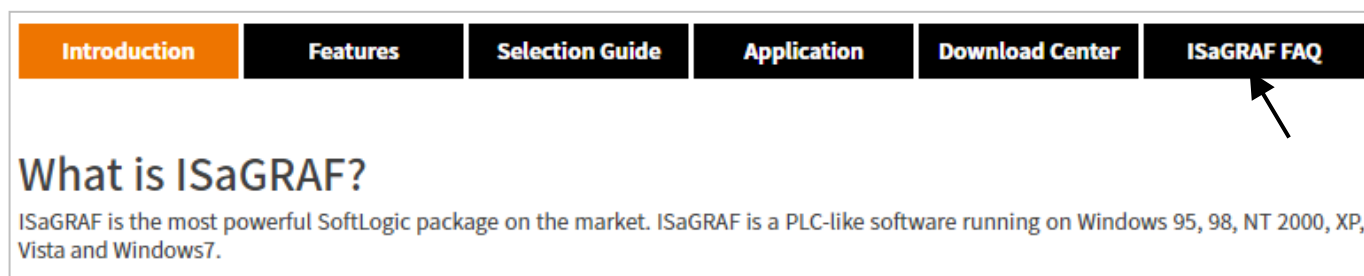 Introduction Features Selection Guide Application Download Center ISaGRAF FAQ
What is ISaGRAF?
ISaGRAF is the most powerful SoftLogic package on the market. ISaGRAF is a PLC-like software running on Windows 95, 98, NT 2000, XP,
Vista and Windows7.